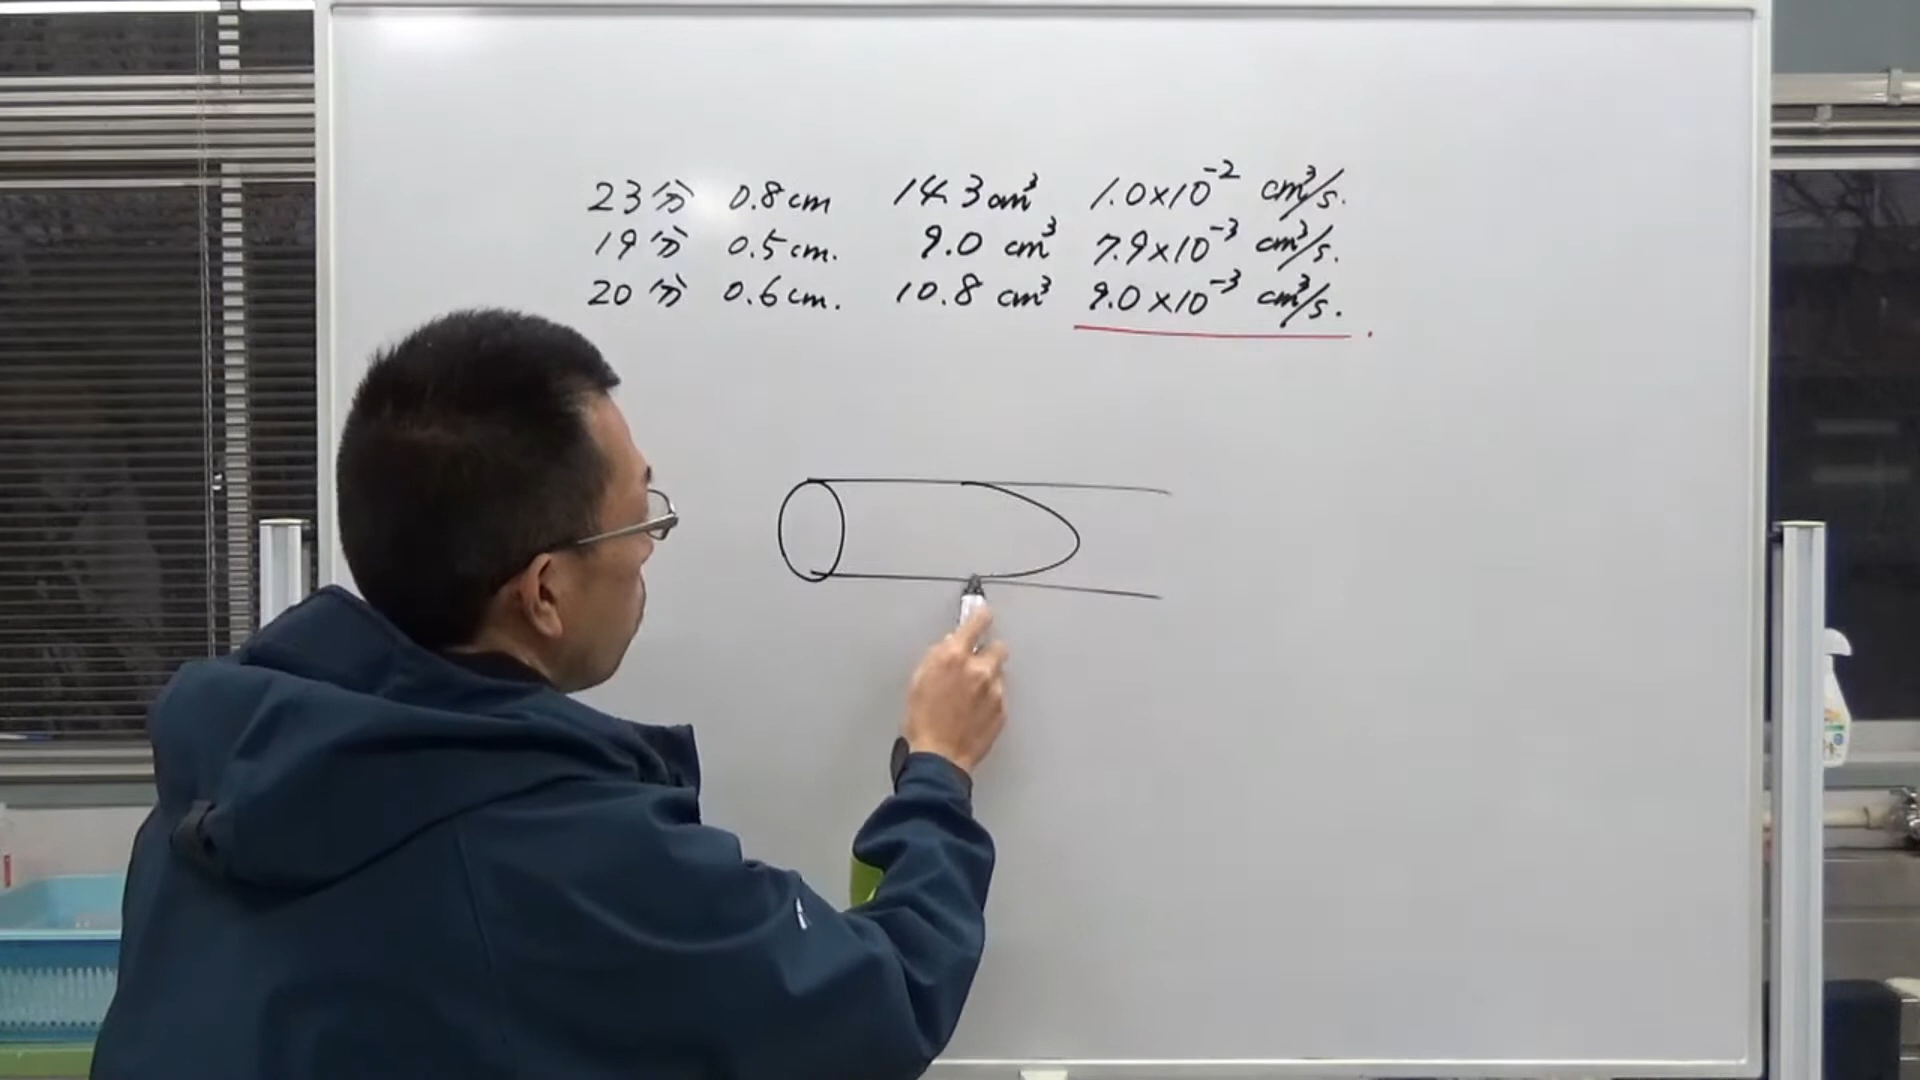 23分 0.8cm 14.3cm³ 1.0×10⁻² cm³/s.
19分 0.5cm. 9.0 cm³ 7.9×10⁻³ cm³/s.
20分 0.6cm. 10.8 cm³ 9.0×10⁻³ cm³/s.